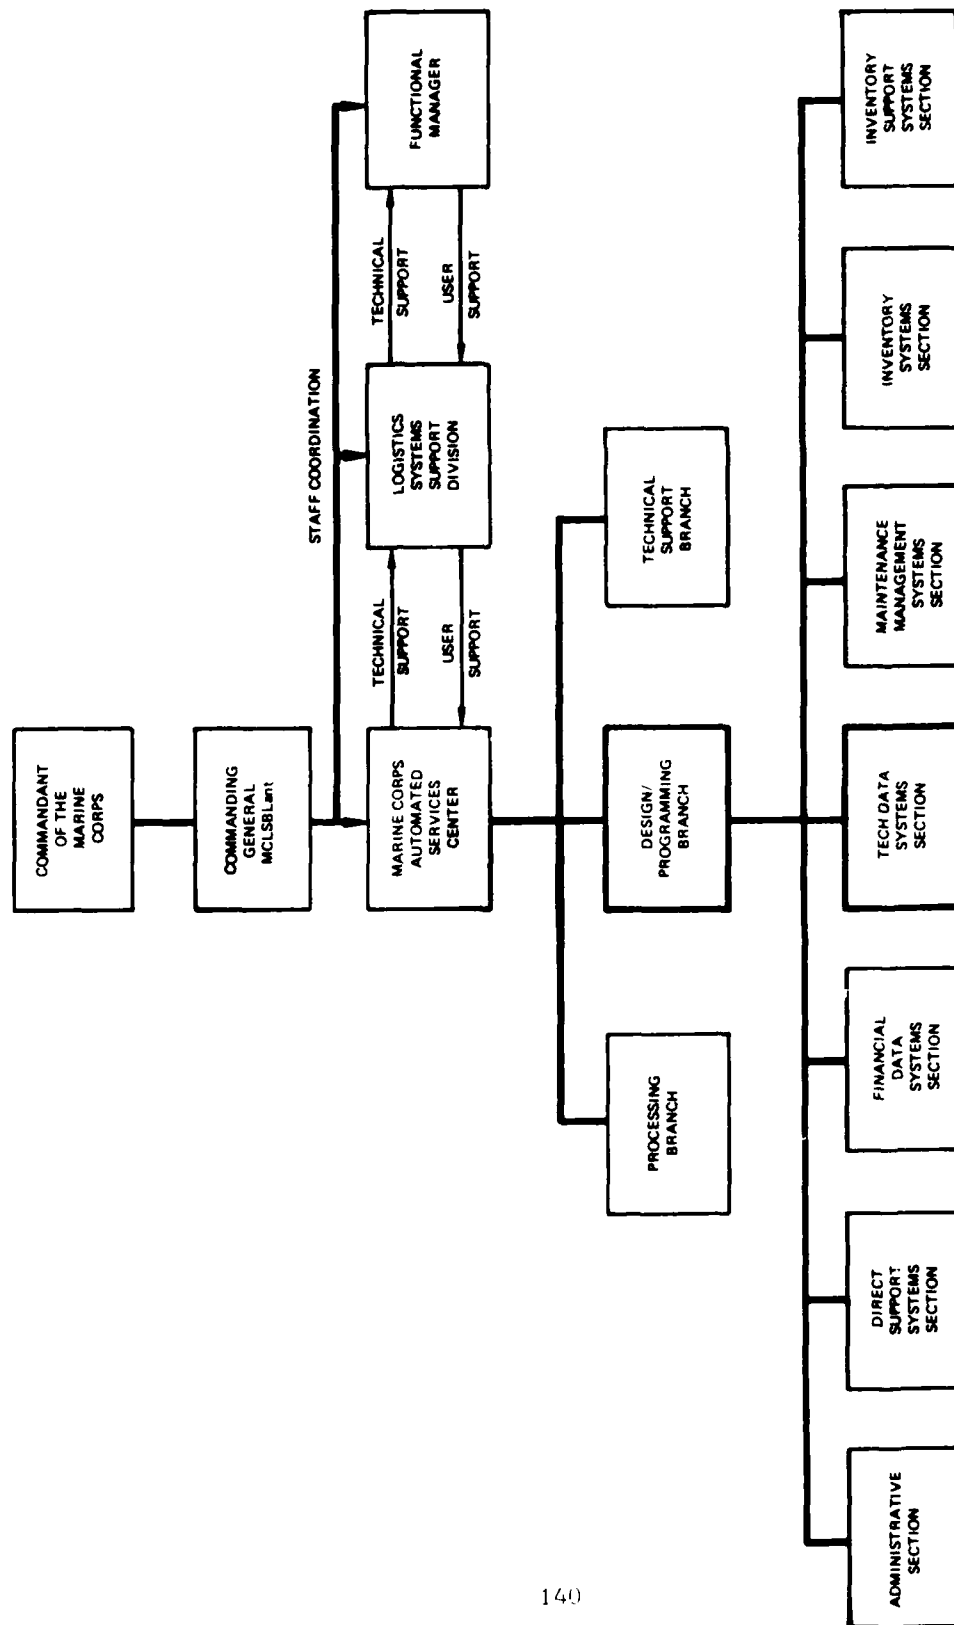 COMMANDANT
OF THE
MARINE
CORPS
COMMANDING
GENERAL
MCLSBLant
STAFF COORDINATION
MARINE CORPS
AUTOMATED
SERVICES
CENTER
TECHNICAL
SUPPORT
USER
SUPPORT
LOGISTICS
SYSTEMS
SUPPORT
DIVISION
TECHNICAL
SUPPORT
USER
SUPPORT
FUNCTIONAL
MANAGER
PROCESSING
BRANCH
DESIGN/
PROGRAMMING
BRANCH
TECHNICAL
SUPPORT
BRANCH
ADMINISTRATIVE
SECTION
DIRECT
SUPPORT
SYSTEMS
SECTION
FINANCIAL
DATA
SYSTEMS
SECTION
TECH DATA
SYSTEMS
SECTION
MAINTENANCE
MANAGEMENT
SYSTEMS
SECTION
INVENTORY
SYSTEMS
SECTION
INVENTORY
SUPPORT
SYSTEMS
SECTION
140